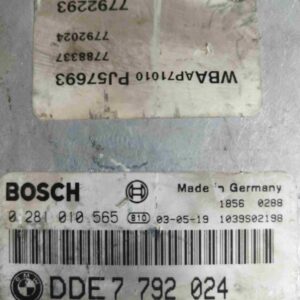 7792293
7792024
7788337
WBAAP71010 PJ57693
BOSCH
Made in Germany
1856 0288
0 281 010 565 810 03-05-19 1039S02198
DDE 7 792 024